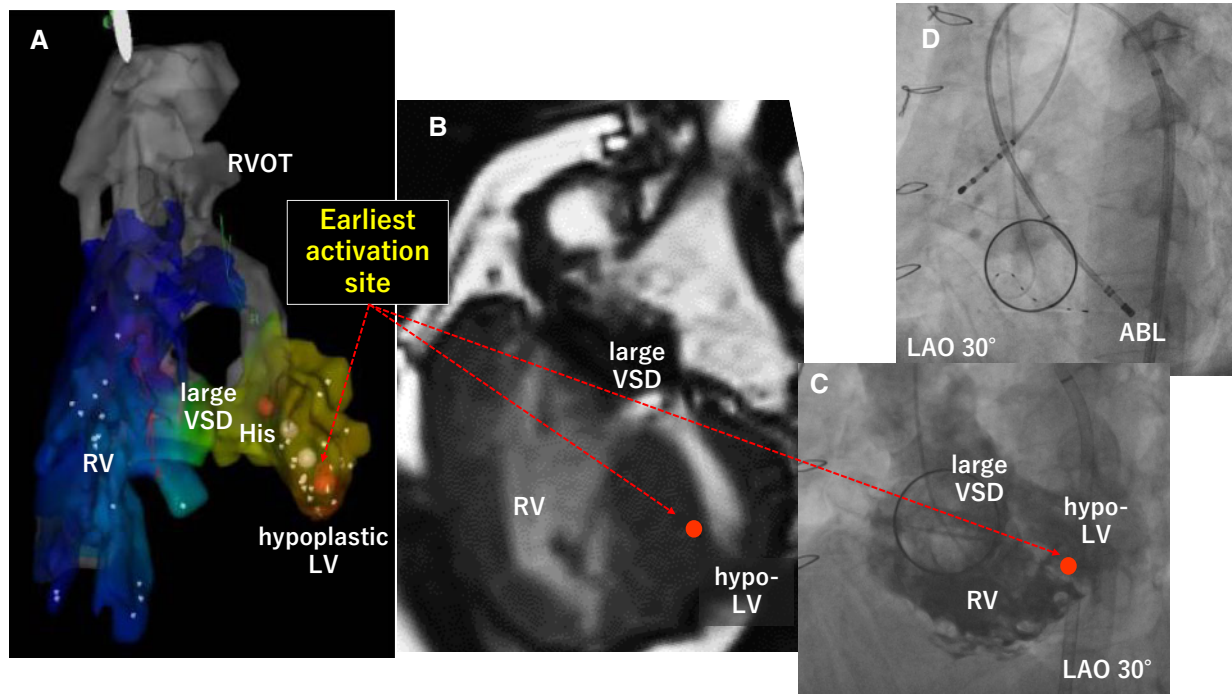 A
RVOT
Earliest
activation
site
large
VSD
His
RV
hypoplastic
LV
B
large
VSD
RV
hypo-
LV
D
ABL
LAO 30°
C
large
VSD
hypo-
LV
RV
LAO 30°